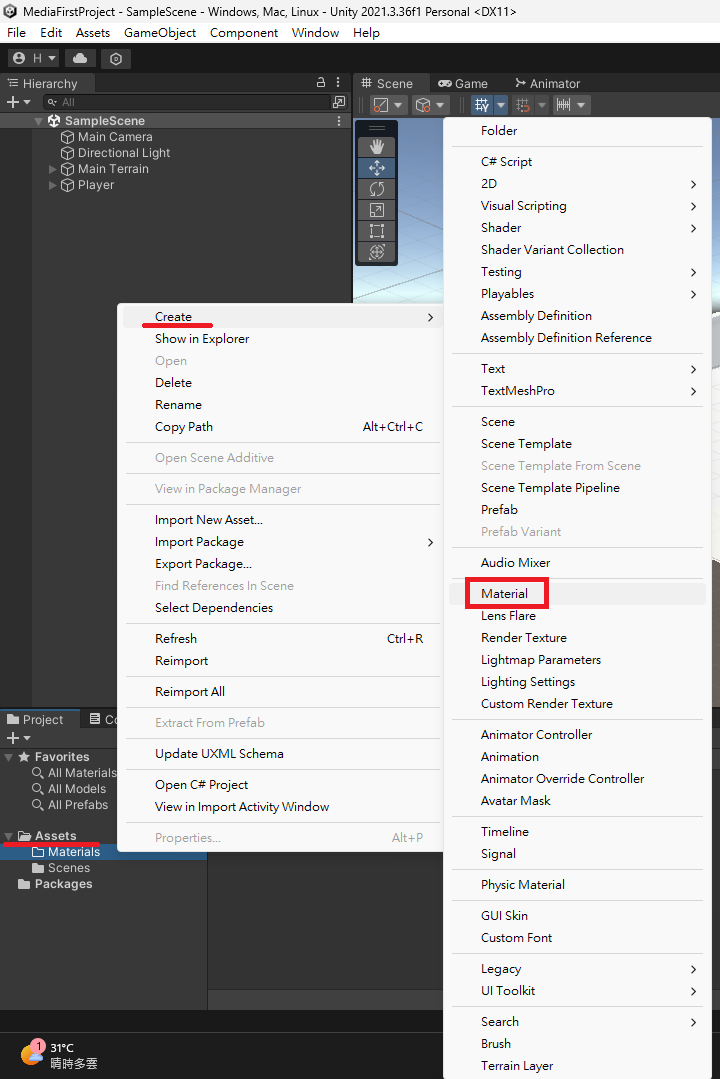 MediaFirstProject - SampleScene - Windows, Mac, Linux - Unity 2021.3.36f1 Personal <DX11>
File Edit Assets GameObject Component Window Help
H
Hierarchy
All
SampleScene
Main Camera
Directional Light
Main Terrain
Player
Scene Game Animator
Create
Show in Explorer
Open
Delete
Rename
Copy Path Alt+Ctrl+C
Open Scene Additive
View in Package Manager
Import New Asset...
Import Package
Export Package...
Find References In Scene
Select Dependencies
Refresh Ctrl+R
Reimport
Reimport All
Extract From Prefab
Update UXML Schema
Open C# Project
View in Import Activity Window
Properties... Alt+P
Folder
C# Script
2D
Visual Scripting
Shader
Shader Variant Collection
Testing
Playables
Assembly Definition
Assembly Definition Reference
Text
TextMeshPro
Scene
Scene Template
Scene Template From Scene
Scene Template Pipeline
Prefab
Prefab Variant
Audio Mixer
Material
Lens Flare
Render Texture
Lightmap Parameters
Lighting Settings
Custom Render Texture
Animator Controller
Animation
Animator Override Controller
Avatar Mask
Timeline
Signal
Physic Material
GUI Skin
Custom Font
Legacy
UI Toolkit
Search
Brush
Terrain Layer
Project Co
Favorites
All Materials
All Models
All Prefabs
Assets
Materials
Scenes
Packages
1
31°C
晴時多雲